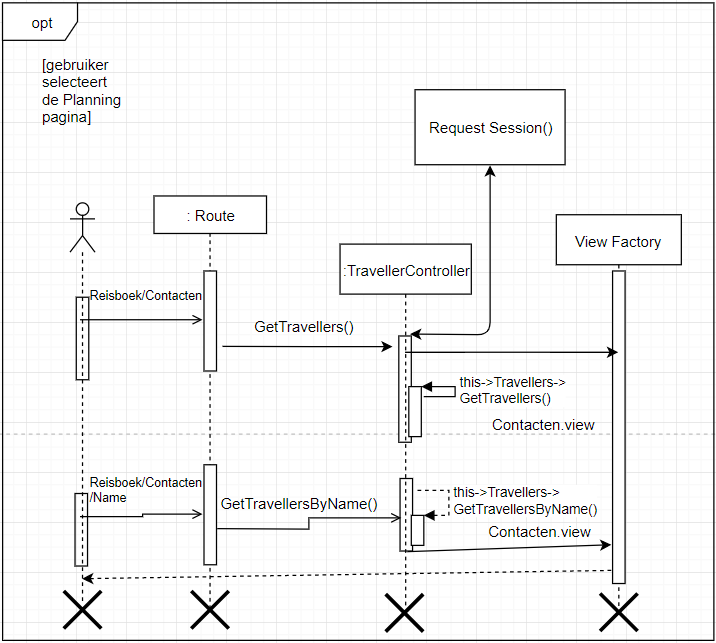 opt
[gebruiker
selecteert
de Planning
pagina]
Request Session()
: Route
View Factory
:TravellerController
Reisboek/Contacten
GetTravellers()
this->Travellers->
GetTravellers()
Contacten.view
Reisboek/Contacten
/Name
GetTravellersByName()
this->Travellers->
GetTravellersByName()
Contacten.view